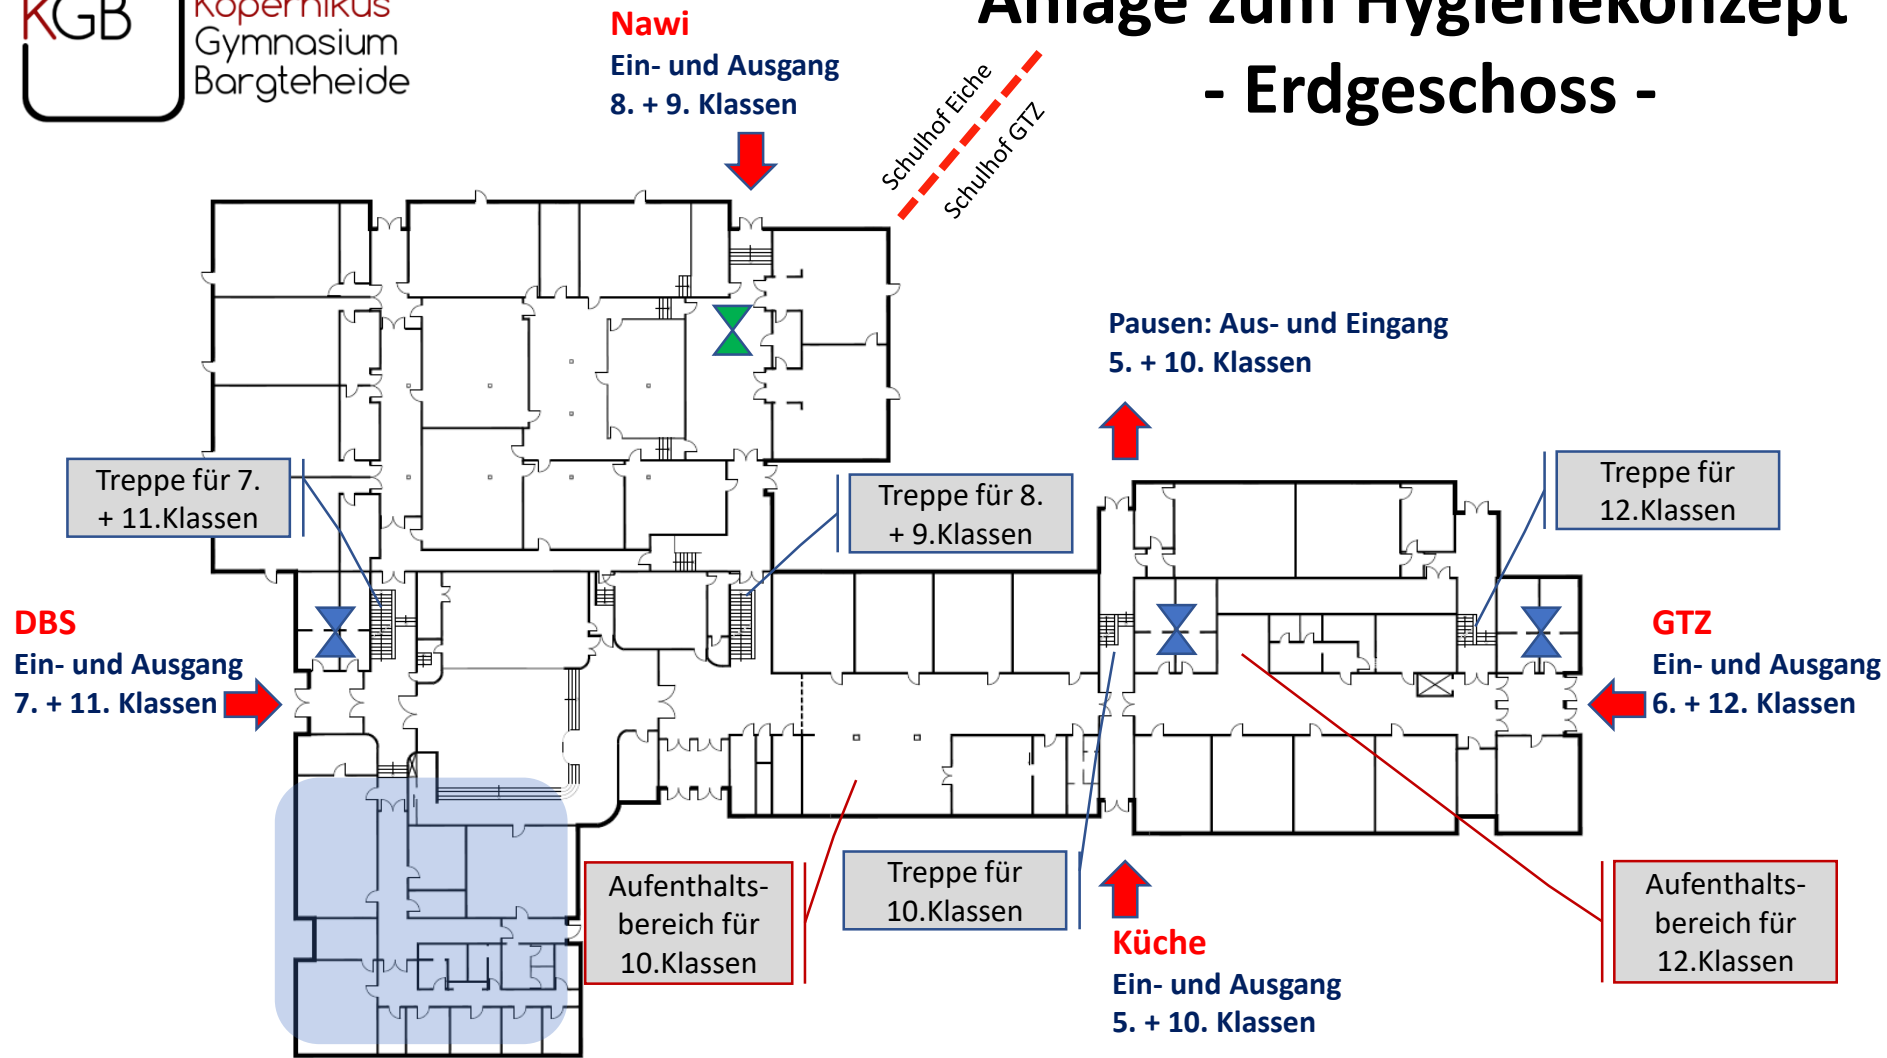 KGB
Kopernikus
Gymnasium
Bargteheide
Anlage zum Hygienekonzept
- Erdgeschoss -
Nawi
Ein- und Ausgang
8. + 9. Klassen
Schulhof Eiche
Schulhof GTZ
Pausen: Aus- und Eingang
5. + 10. Klassen
Treppe für 7.
+ 11.Klassen
Treppe für 8.
+ 9.Klassen
Treppe für
12.Klassen
DBS
Ein- und Ausgang
7. + 11. Klassen
GTZ
Ein- und Ausgang
6. + 12. Klassen
Aufenthalts-
bereich für
10.Klassen
Treppe für
10.Klassen
Küche
Ein- und Ausgang
5. + 10. Klassen
Aufenthalts-
bereich für
12.Klassen